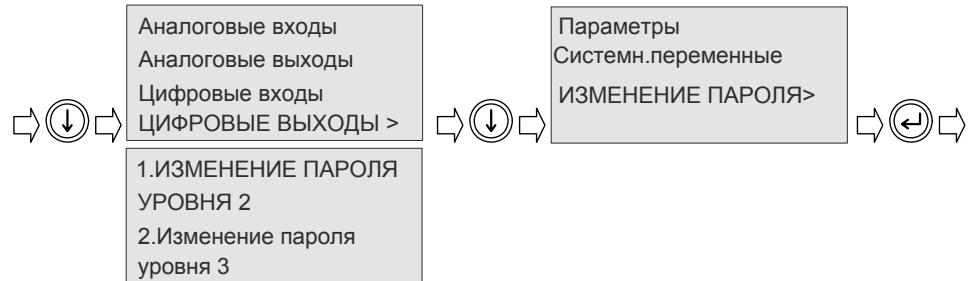 Аналоговые входы
Аналоговые выходы
Цифровые входы
ЦИФРОВЫЕ ВЫХОДЫ >
Параметры
Системн.переменные
ИЗМЕНЕНИЕ ПАРОЛЯ>
1.ИЗМЕНЕНИЕ ПАРОЛЯ
УРОВНЯ 2
2.Изменение пароля
уровня 3